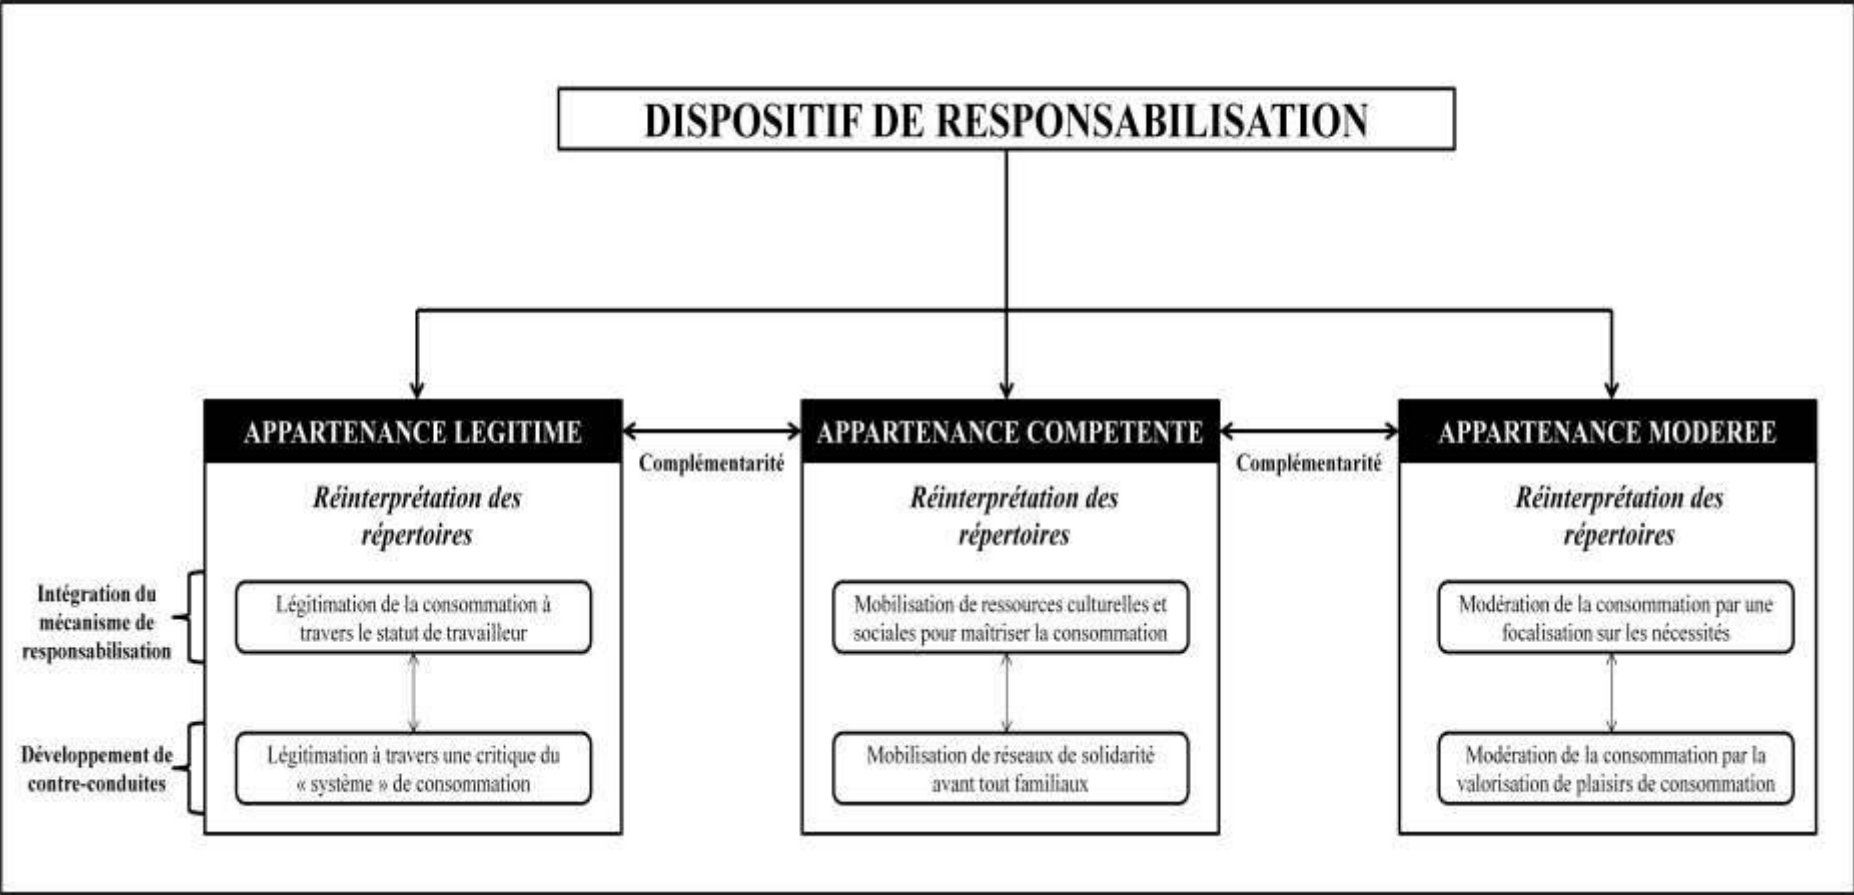 DISPOSITIF DE RESPONSABILISATION
APPARTENANCE LEGITIME
Complémentarité
APPARTENANCE COMPETENTE
Complémentarité
APPARTENANCE MODEREE
Réinterprétation des
répertoires
Réinterprétation des
répertoires
Réinterprétation des
répertoires
Intégration du
mécanisme de
responsabilisation
Légitimation de la consommation à
travers le statut de travailleur
Mobilisation de ressources culturelles et
sociales pour maîtriser la consommation
Modération de la consommation par une
focalisation sur les nécessités
Développement de
contre-conduites
Légitimation à travers une critique du
« système » de consommation
Mobilisation de réseaux de solidarité
avant tout familiaux
Modération de la consommation par la
valorisation de plaisirs de consommation